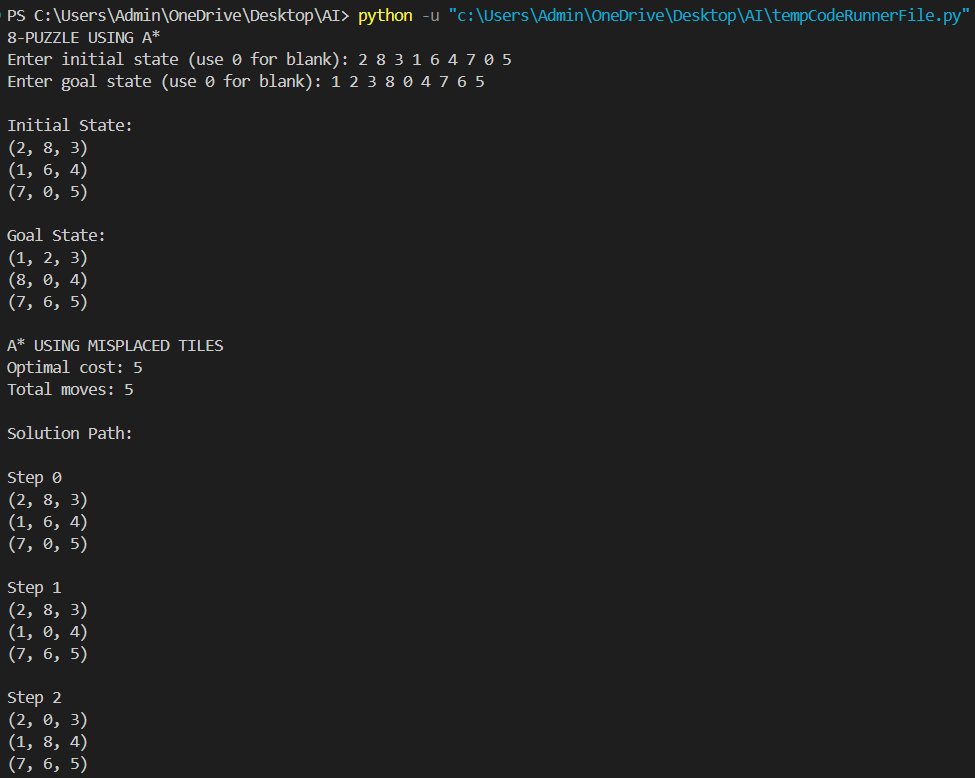 PS C:\Users\Admin\OneDrive\Desktop\AI> python -u "c:\Users\Admin\OneDrive\Desktop\AI\tempCodeRunnerFile.py"
8-PUZZLE USING A*
Enter initial state (use 0 for blank): 2 8 3 1 6 4 7 0 5
Enter goal state (use 0 for blank): 1 2 3 8 0 4 7 6 5

Initial State:
(2, 8, 3)
(1, 6, 4)
(7, 0, 5)

Goal State:
(1, 2, 3)
(8, 0, 4)
(7, 6, 5)

A* USING MISPLACED TILES
Optimal cost: 5
Total moves: 5

Solution Path:

Step 0
(2, 8, 3)
(1, 6, 4)
(7, 0, 5)

Step 1
(2, 8, 3)
(1, 0, 4)
(7, 6, 5)

Step 2
(2, 0, 3)
(1, 8, 4)
(7, 6, 5)